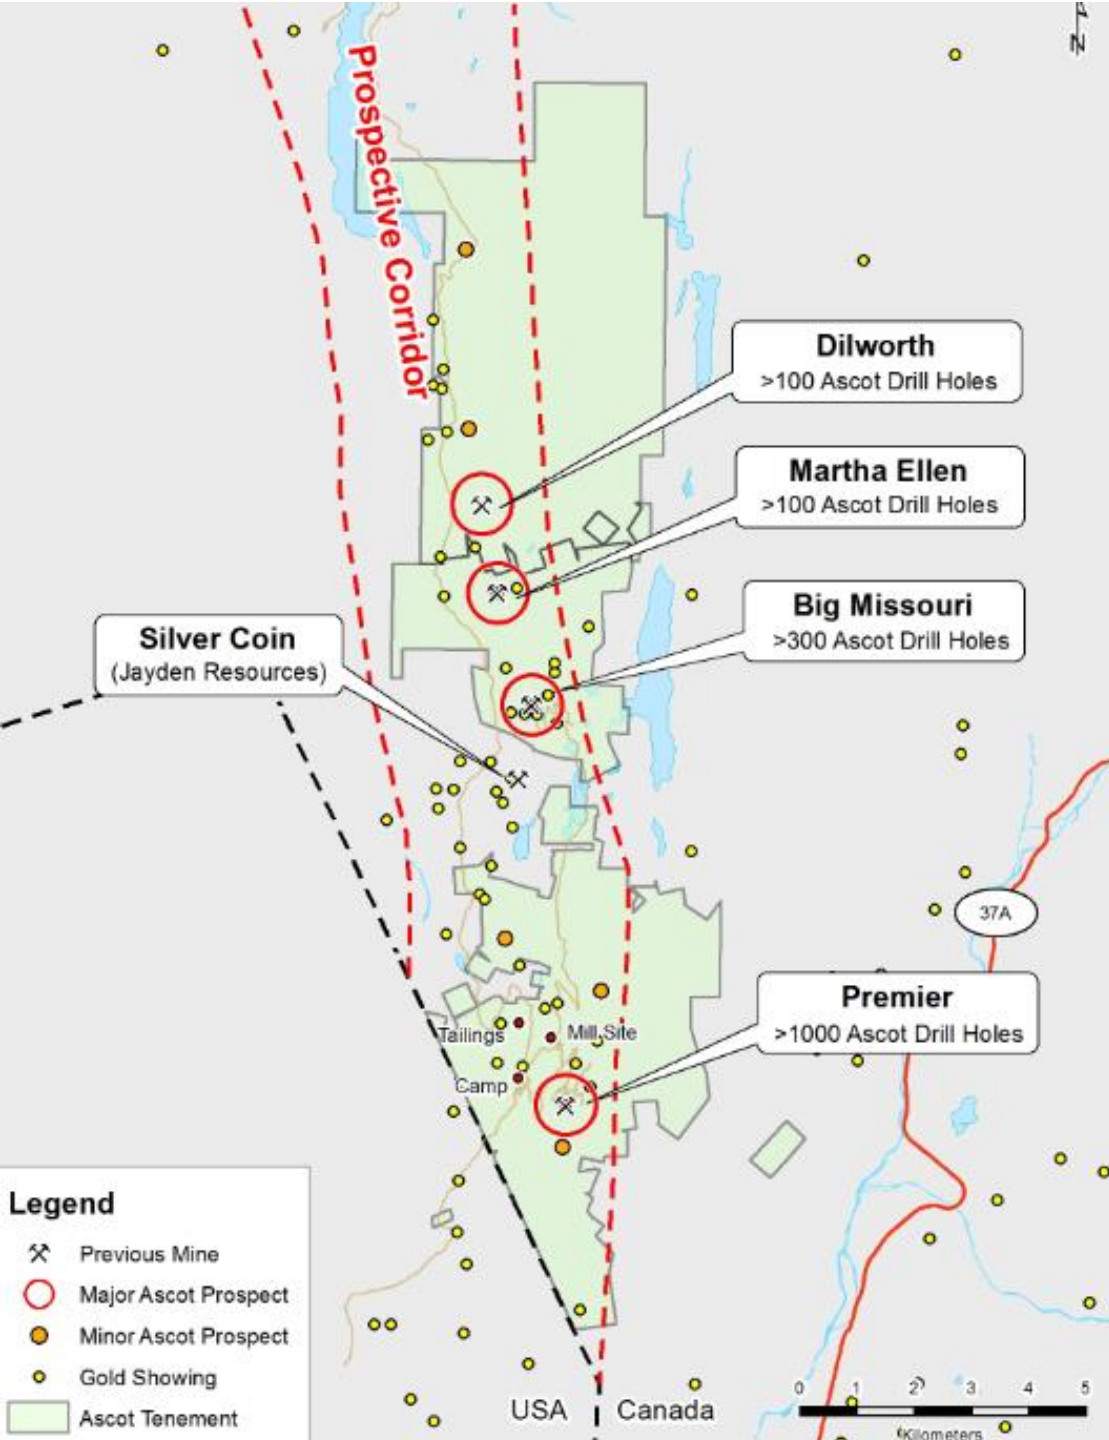 N
Prospective Corridor
Dilworth
>100 Ascot Drill Holes
Martha Ellen
>100 Ascot Drill Holes
Big Missouri
>300 Ascot Drill Holes
Silver Coin
(Jayden Resources)
37A
Premier
>1000 Ascot Drill Holes
Tailings
Mill Site
Camp
Legend
Previous Mine
Major Ascot Prospect
Minor Ascot Prospect
Gold Showing
Ascot Tenement
USA
Canada
0 1 2 3 4 5
Kilometers